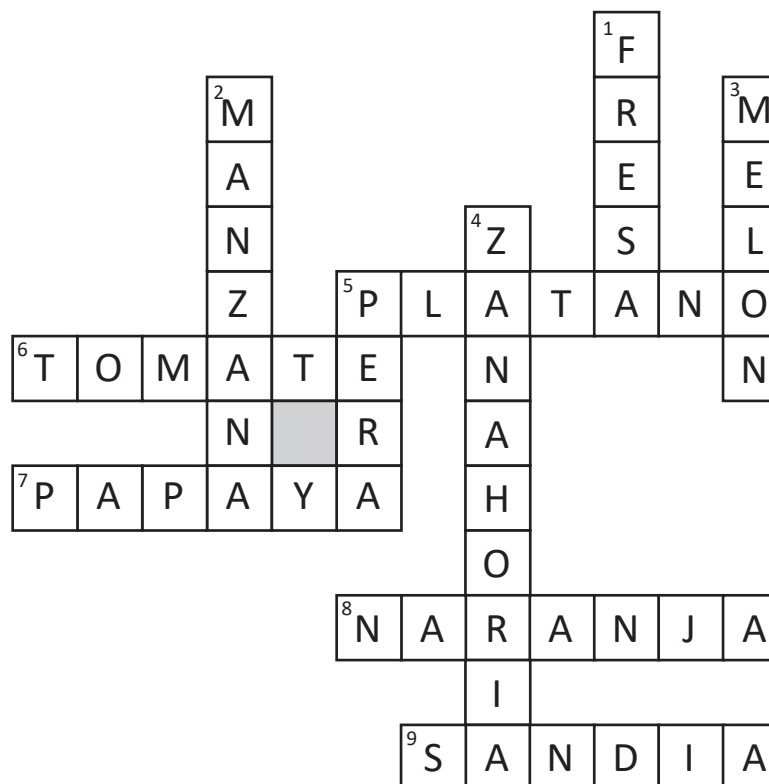 1 F
2 M R 3 M
A E E
N 4 Z S L
Z 5 P L A T A N O
6 T O M A T E N N
N R A
7 P A P A Y A H
O
8 N A R A N J A
I
9 S A N D I A